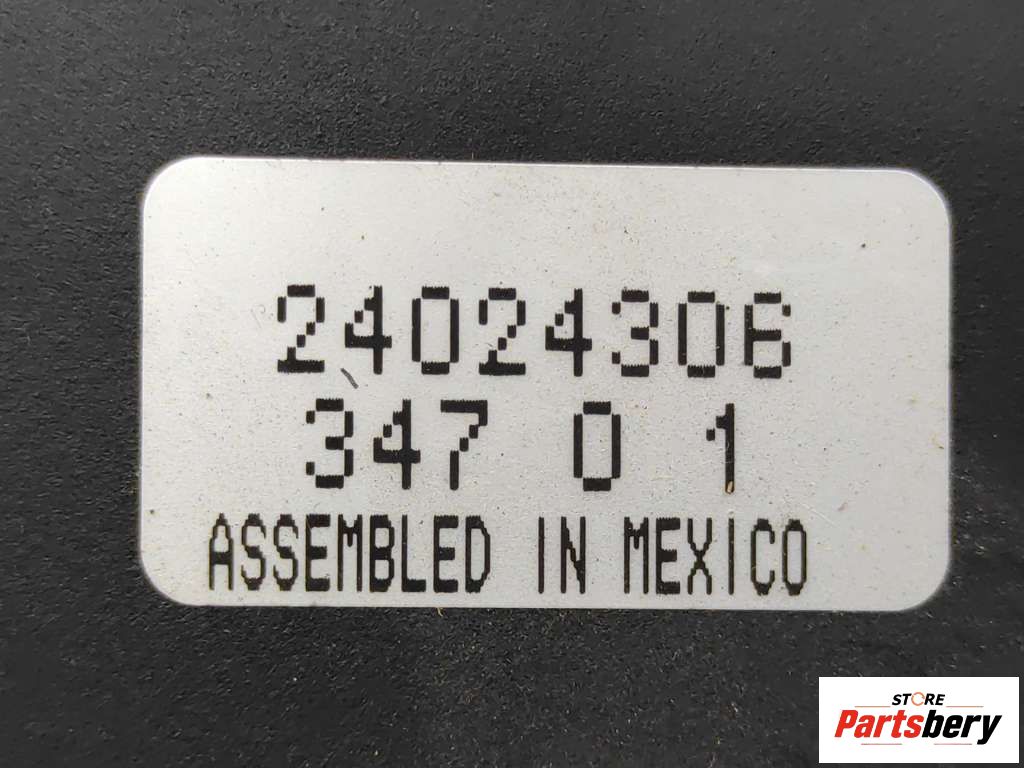 24024306
347 0 1
ASSEMBLED IN MEXICO
STORE
Partsbery